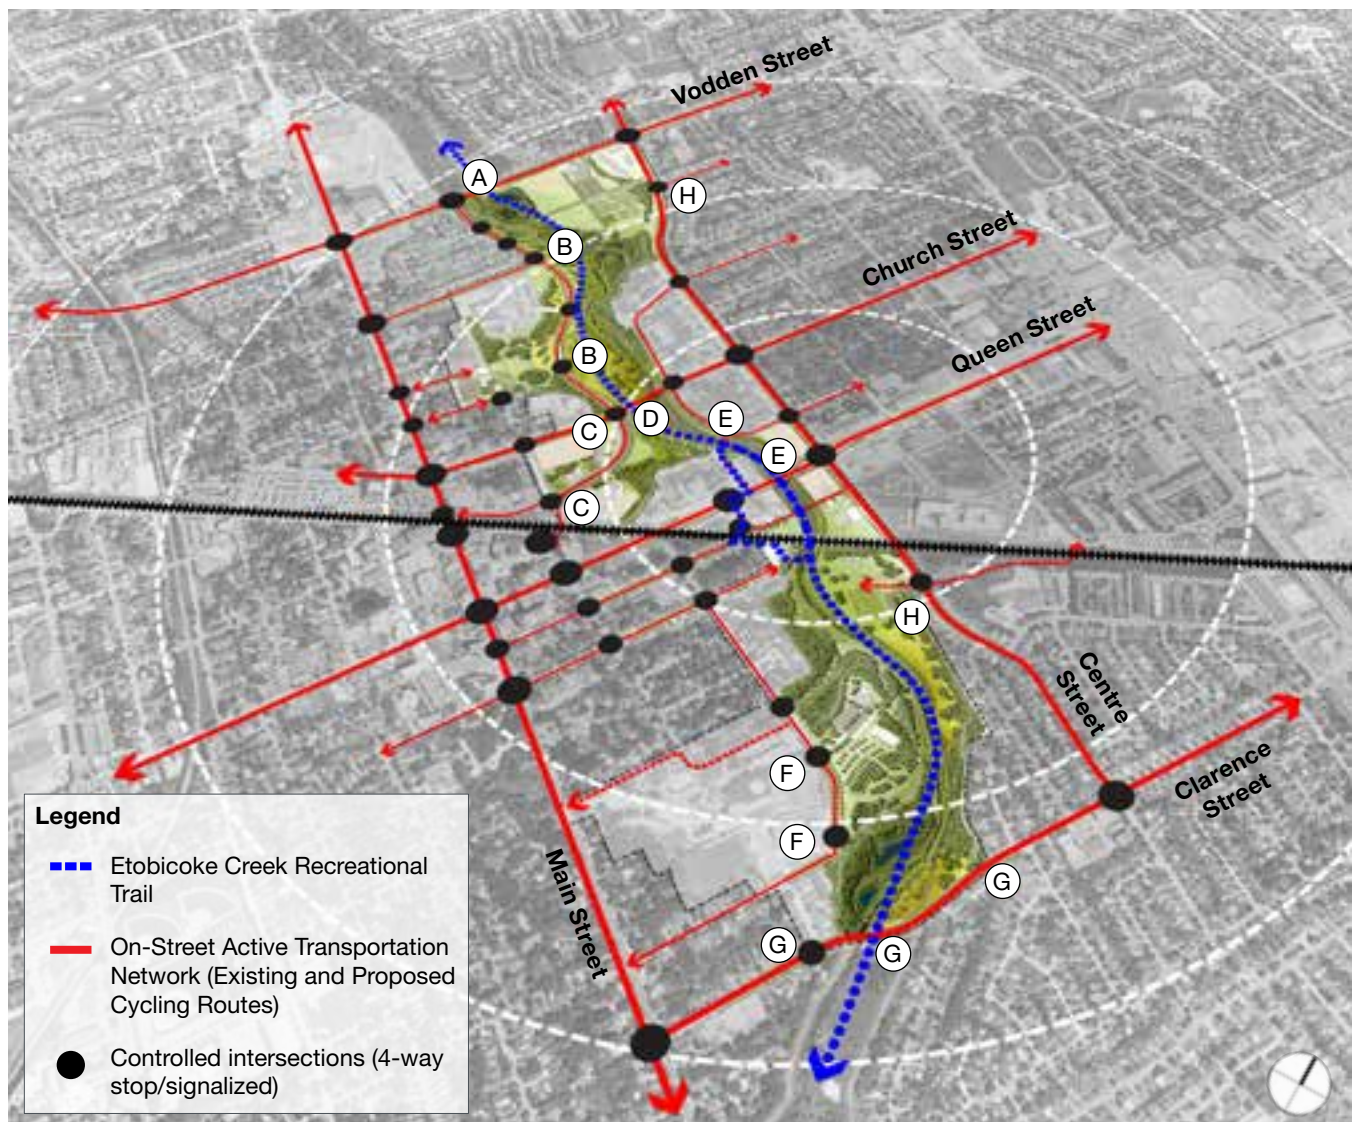 Vodden Street
A
H
B
Church Street
Queen Street
B
D
E
C
E
C
H
Centre
Street
F
Clarence
Street
F
G
Main Street
G
G
Legend
Etobicoke Creek Recreational
Trail
On-Street Active Transportation
Network (Existing and Proposed
Cycling Routes)
Controlled intersections (4-way
stop/signalized)